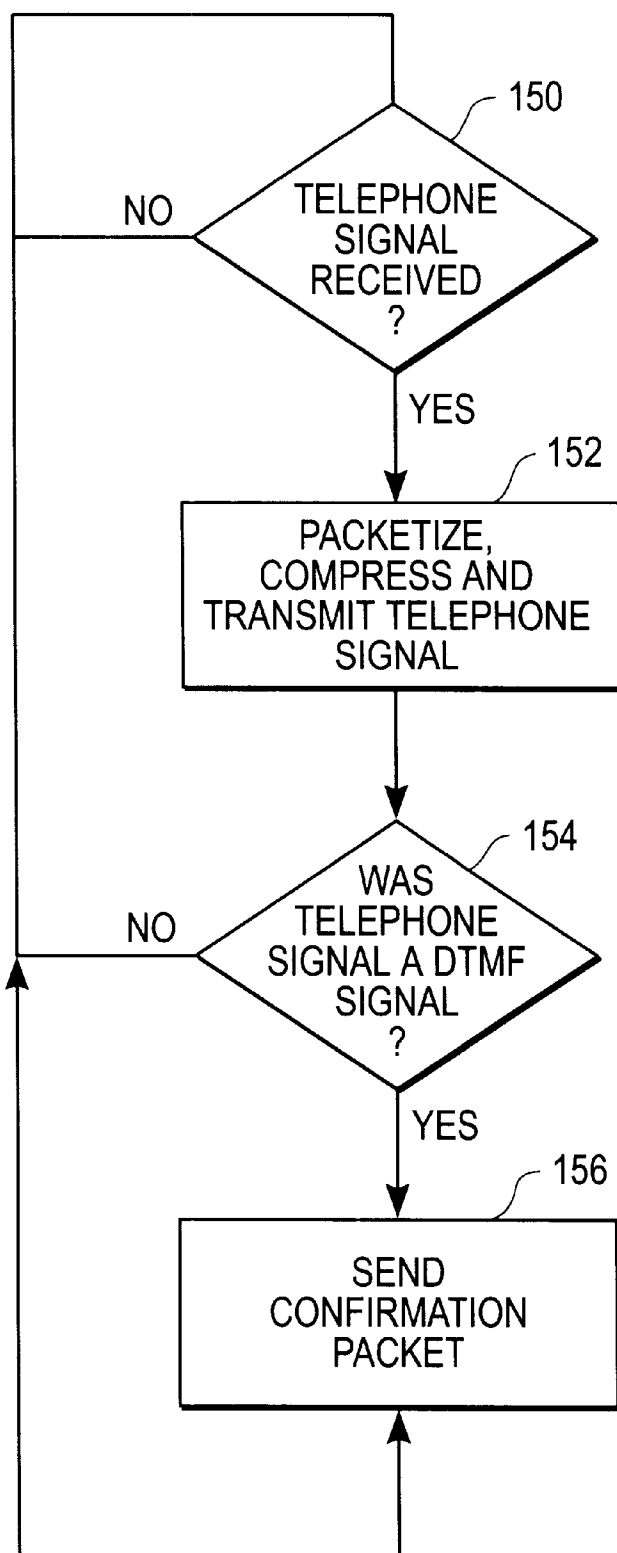 150
TELEPHONE
SIGNAL
RECEIVED
?
NO
YES
152
PACKETIZE,
COMPRESS AND
TRANSMIT TELEPHONE
SIGNAL
154
WAS
TELEPHONE
SIGNAL A DTMF
SIGNAL
?
NO
YES
156
SEND
CONFIRMATION
PACKET